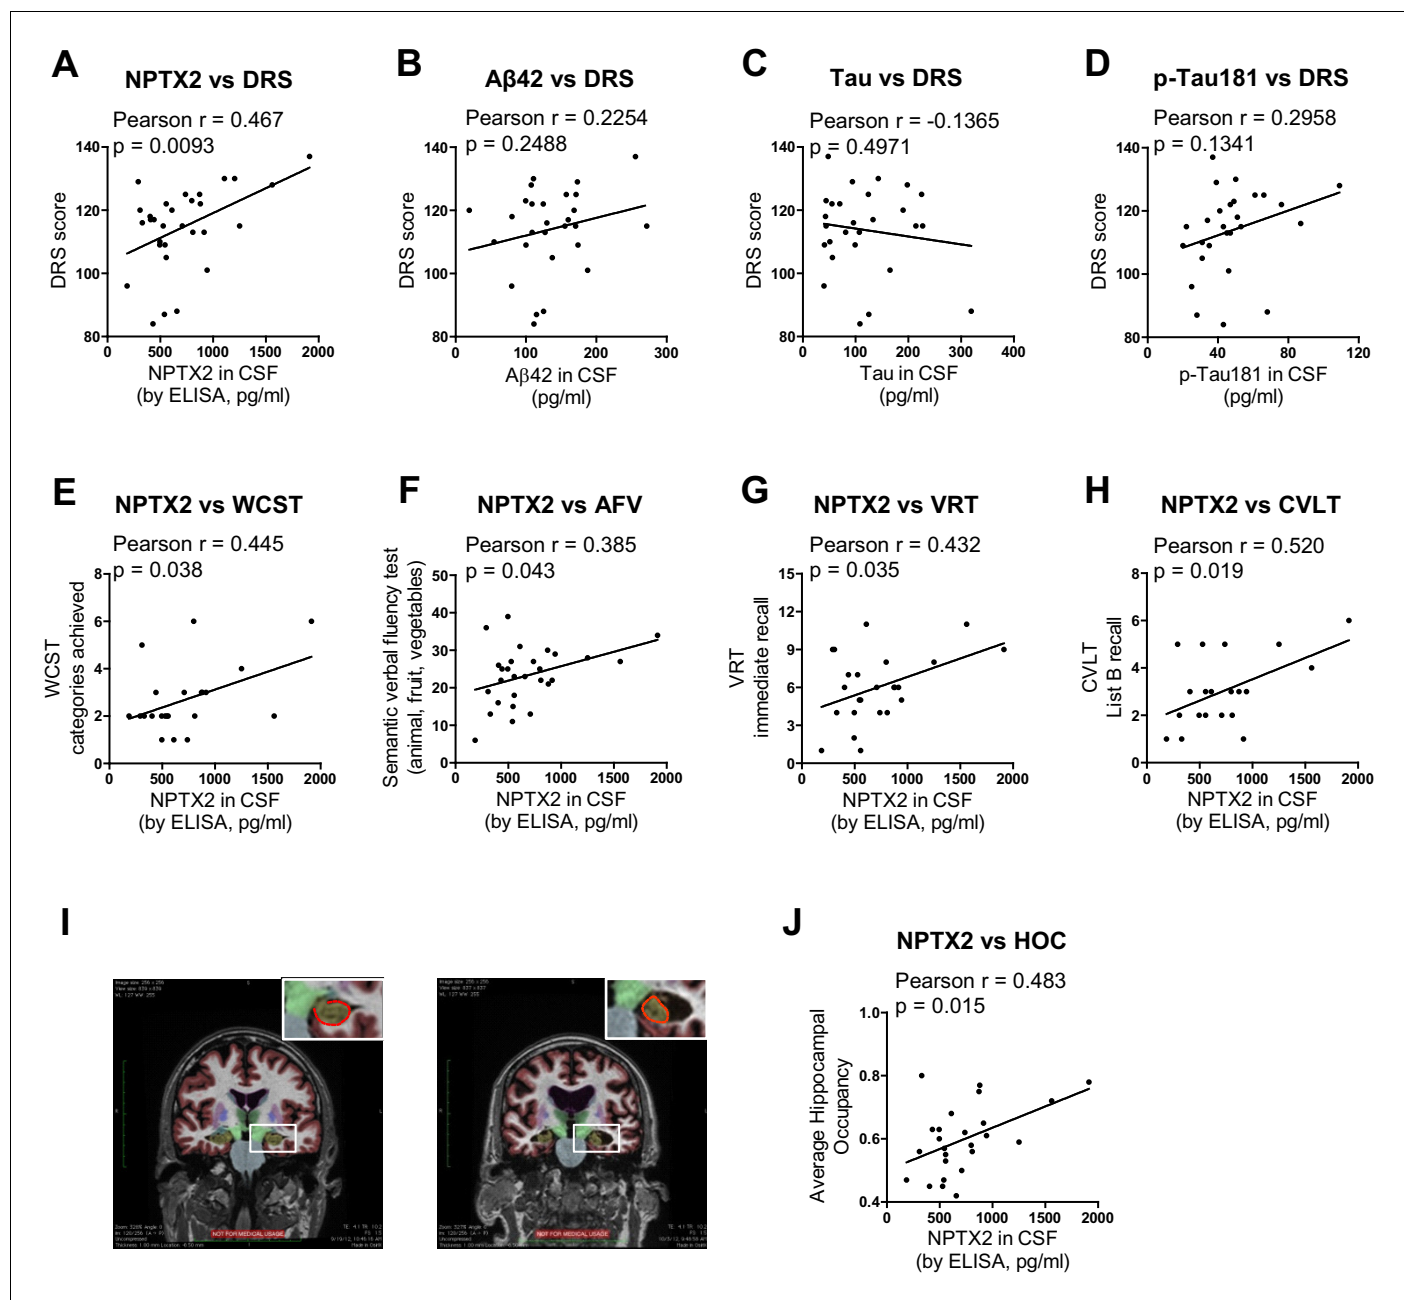 A
NPTX2 vs DRS
Pearson r = 0.467
p = 0.0093
140
120
100
80
DRS score
0
500
1000
1500
2000
NPTX2 in CSF
(by ELISA, pg/ml)
B
Aβ42 vs DRS
Pearson r = 0.2254
p = 0.2488
140
120
100
80
DRS score
0
100
200
300
Aβ42 in CSF
(pg/ml)
C
Tau vs DRS
Pearson r = -0.1365
p = 0.4971
140
120
100
80
DRS score
0
100
200
300
400
Tau in CSF
(pg/ml)
D
p-Tau181 vs DRS
Pearson r = 0.2958
p = 0.1341
140
120
100
80
DRS score
0
40
80
120
p-Tau181 in CSF
(pg/ml)
E
NPTX2 vs WCST
Pearson r = 0.445
p = 0.038
8
6
4
2
0
WCST
categories achieved
0
500
1000
1500
2000
NPTX2 in CSF
(by ELISA, pg/ml)
F
NPTX2 vs AFV
Pearson r = 0.385
p = 0.043
50
40
30
20
10
0
Semantic verbal fluency test
(animal, fruit, vegetables)
0
500
1000
1500
2000
NPTX2 in CSF
(by ELISA, pg/ml)
G
NPTX2 vs VRT
Pearson r = 0.432
p = 0.035
15
12
9
6
3
0
VRT
immediate recall
0
500
1000
1500
2000
NPTX2 in CSF
(by ELISA, pg/ml)
H
NPTX2 vs CVLT
Pearson r = 0.520
p = 0.019
8
6
4
2
0
CVLT
List B recall
0
500
1000
1500
2000
NPTX2 in CSF
(by ELISA, pg/ml)
I
NOT FOR MEDICAL USAGE
NOT FOR MEDICAL USAGE
J
NPTX2 vs HOC
Pearson r = 0.483
p = 0.015
1.0
0.8
0.6
0.4
Average Hippocampal
Occupancy
0
500
1000
1500
2000
NPTX2 in CSF
(by ELISA, pg/ml)